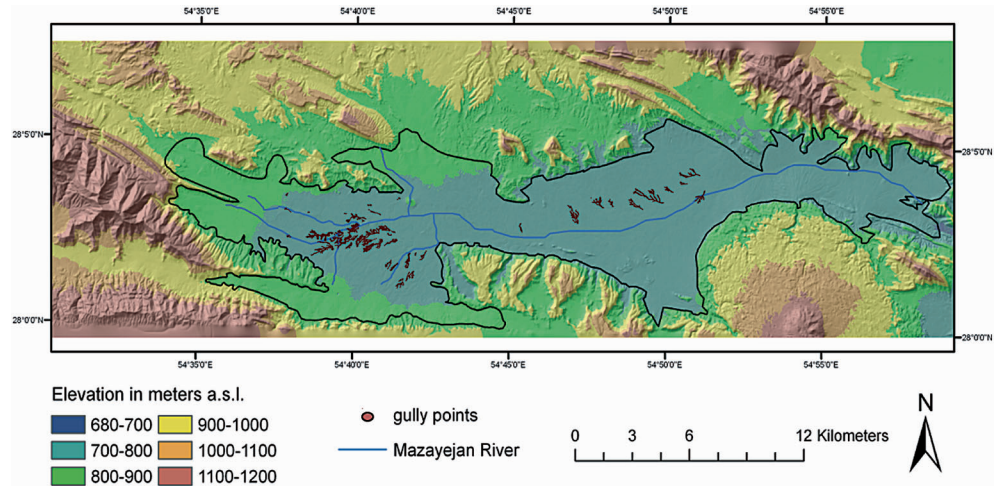 54°35'0"E 54°40'0"E 54°45'0"E 54°50'0"E 54°55'0"E
28°5'0"N 28°5'0"N
28°0'0"N 28°0'0"N
54°35'0"E 54°40'0"E 54°45'0"E 54°50'0"E 54°55'0"E
Elevation in meters a.s.l.
680-700 900-1000
700-800 1000-1100
800-900 1100-1200
gully points
Mazayejan River
0 3 6 12 Kilometers
N